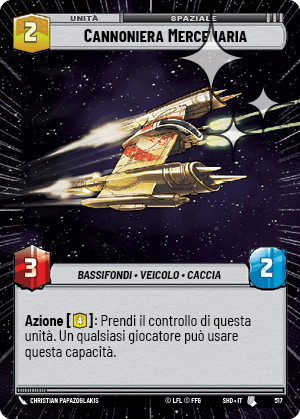 UNITÀ SPAZIALE
2 CANNONIERA MERCENARIA
BASSIFONDI • VEICOLO • CACCIA
3 2
Azione [4]: Prendi il controllo di questa
unità. Un qualsiasi giocatore può usare
questa capacità.
CHRISTIAN PAPAZOGLAKIS © LFL © FFG SHD • IT 517